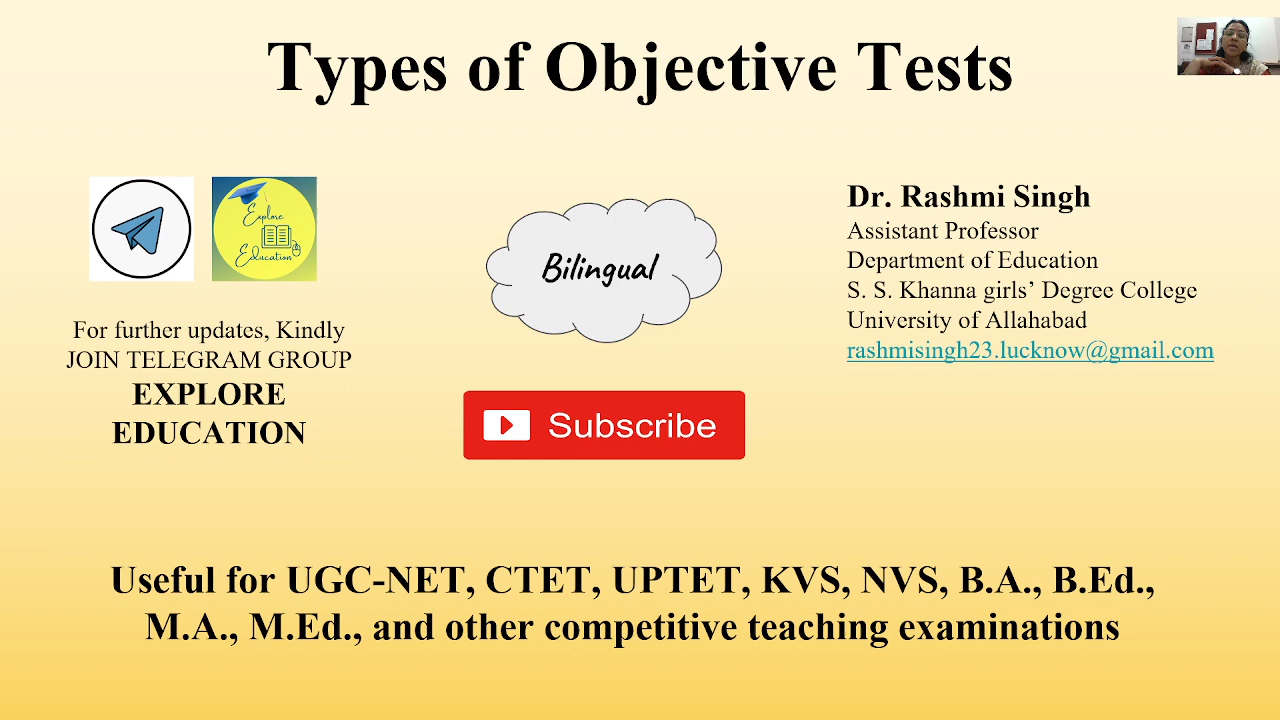 Types of Objective Tests
Explore
Education
For further updates, Kindly
JOIN TELEGRAM GROUP
EXPLORE
EDUCATION
Bilingual
Subscribe
Dr. Rashmi Singh
Assistant Professor
Department of Education
S. S. Khanna girls’ Degree College
University of Allahabad
rashmisingh23.lucknow@gmail.com
Useful for UGC-NET, CTET, UPTET, KVS, NVS, B.A., B.Ed.,
M.A., M.Ed., and other competitive teaching examinations